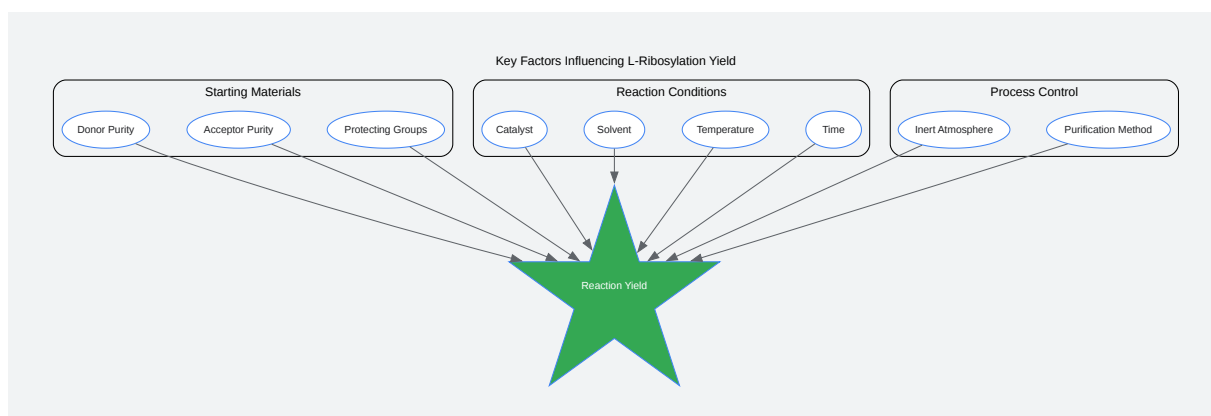 Key Factors Influencing L-Ribosylation Yield
Starting Materials
Reaction Conditions
Process Control
Donor Purity
Acceptor Purity
Protecting Groups
Catalyst
Solvent
Temperature
Time
Inert Atmosphere
Purification Method
Reaction Yield